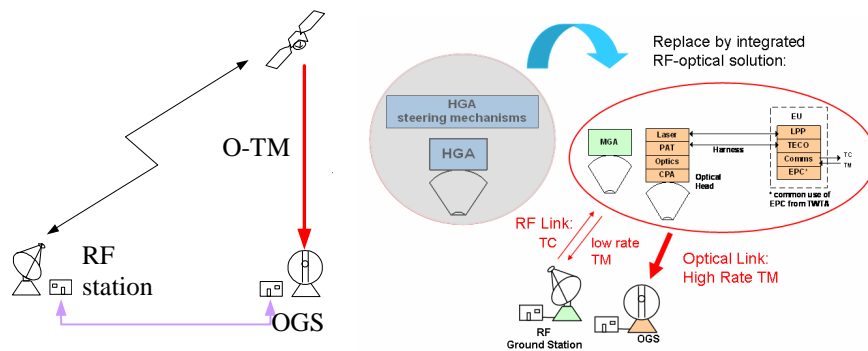 O-TM
RF
station
OGS
Replace by integrated
RF-optical solution:
HGA
steering mechanisms
HGA
MGA
Laser
PAT
Optics
CPA
Optical
Head
Harness
EU
LPP
TECO
Comms
EPC*
TC
TM
* common use of
EPC from TWTA
RF Link:
TC
low rate
TM
Optical Link:
High Rate TM
RF
Ground Station
OGS